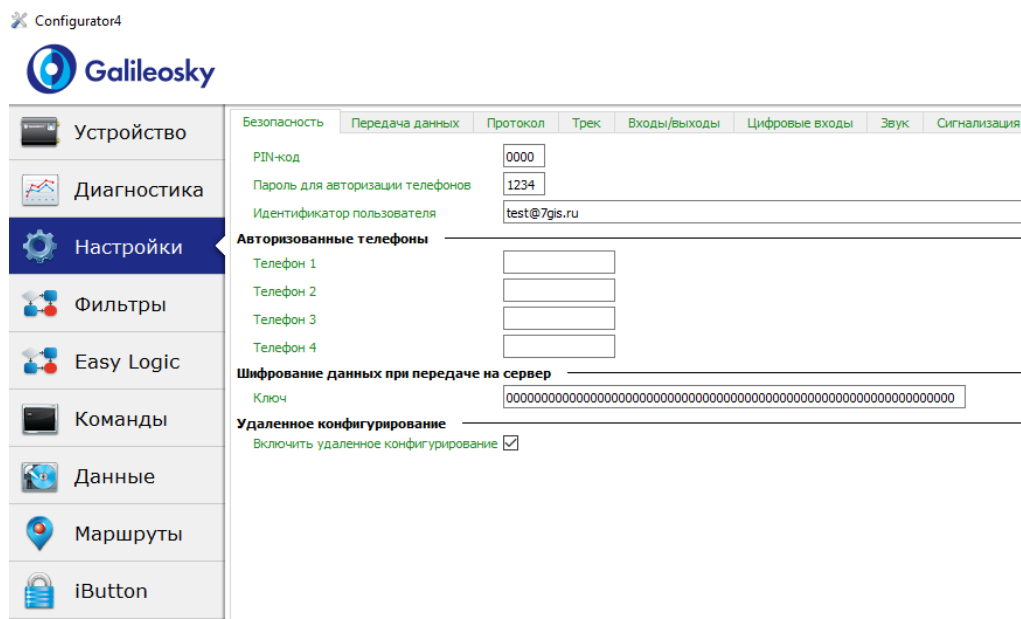 Configurator4
Galileosky
Устройство
Диагностика
Настройки
Фильтры
Easy Logic
Команды
Данные
Маршруты
iButton
Безопасность Передача данных Протокол Трек Входы/выходы Цифровые входы Звук Сигнализация
PIN-код 0000
Пароль для авторизации телефонов 1234
Идентификатор пользователя test@7gis.ru
Авторизованные телефоны
Телефон 1
Телефон 2
Телефон 3
Телефон 4
Шифрование данных при передаче на сервер
Ключ 0000000000000000000000000000000000000000000000000000000000000000
Удаленное конфигурирование
Включить удаленное конфигурирование